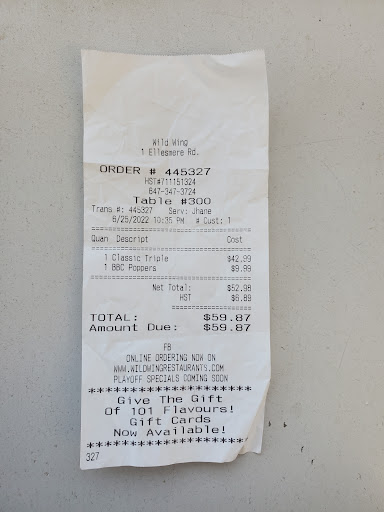 Wild Wing
1 Ellesmere Rd.
ORDER # 445327
HST#711151324
647-347-3724
Table #300
Trans #: 445327 Serv: Jhane
6/25/2022 10:35 PM # Cust: 1
==============================
Quan Descript Cost
==============================
1 Classic Triple $42.99
1 BBC Poppers $9.99
==============================
Net Total: $52.98
HST $6.89
==============
TOTAL: $59.87
Amount Due: $59.87
FB
ONLINE ORDERING NOW ON
WWW.WILDWINGRESTAURANTS.COM
PLAYOFF SPECIALS COMING SOON
********************
Give The Gift
Of 101 Flavours!
Gift Cards
Now Available!
********************
327